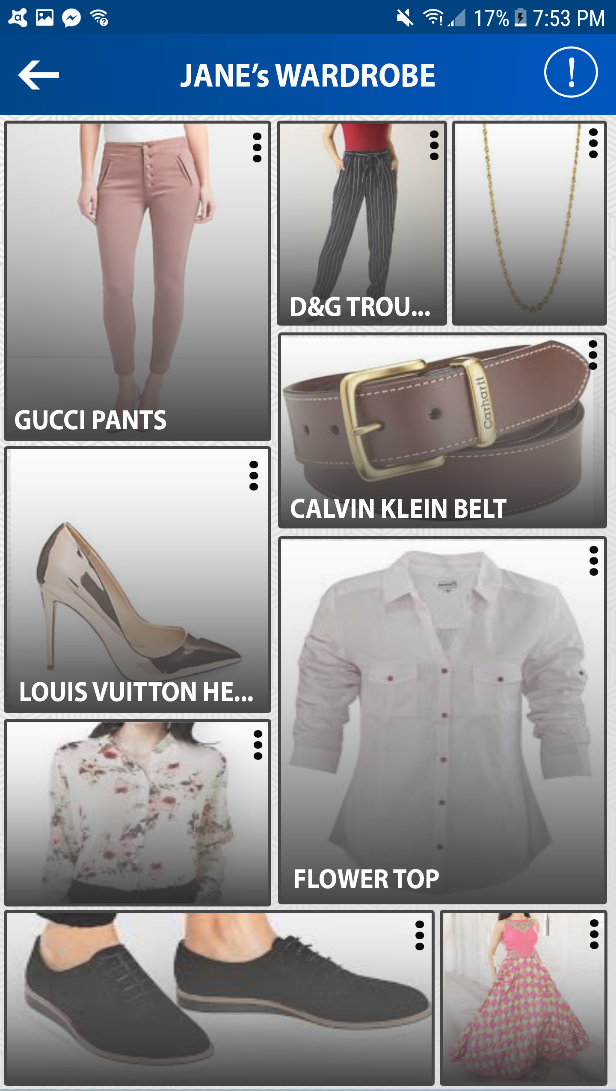 17% 7:53 PM
JANE's WARDROBE
!
GUCCI PANTS
D&G TROU...
Carhartt
CALVIN KLEIN BELT
LOUIS VUITTON HE...
FLOWER TOP